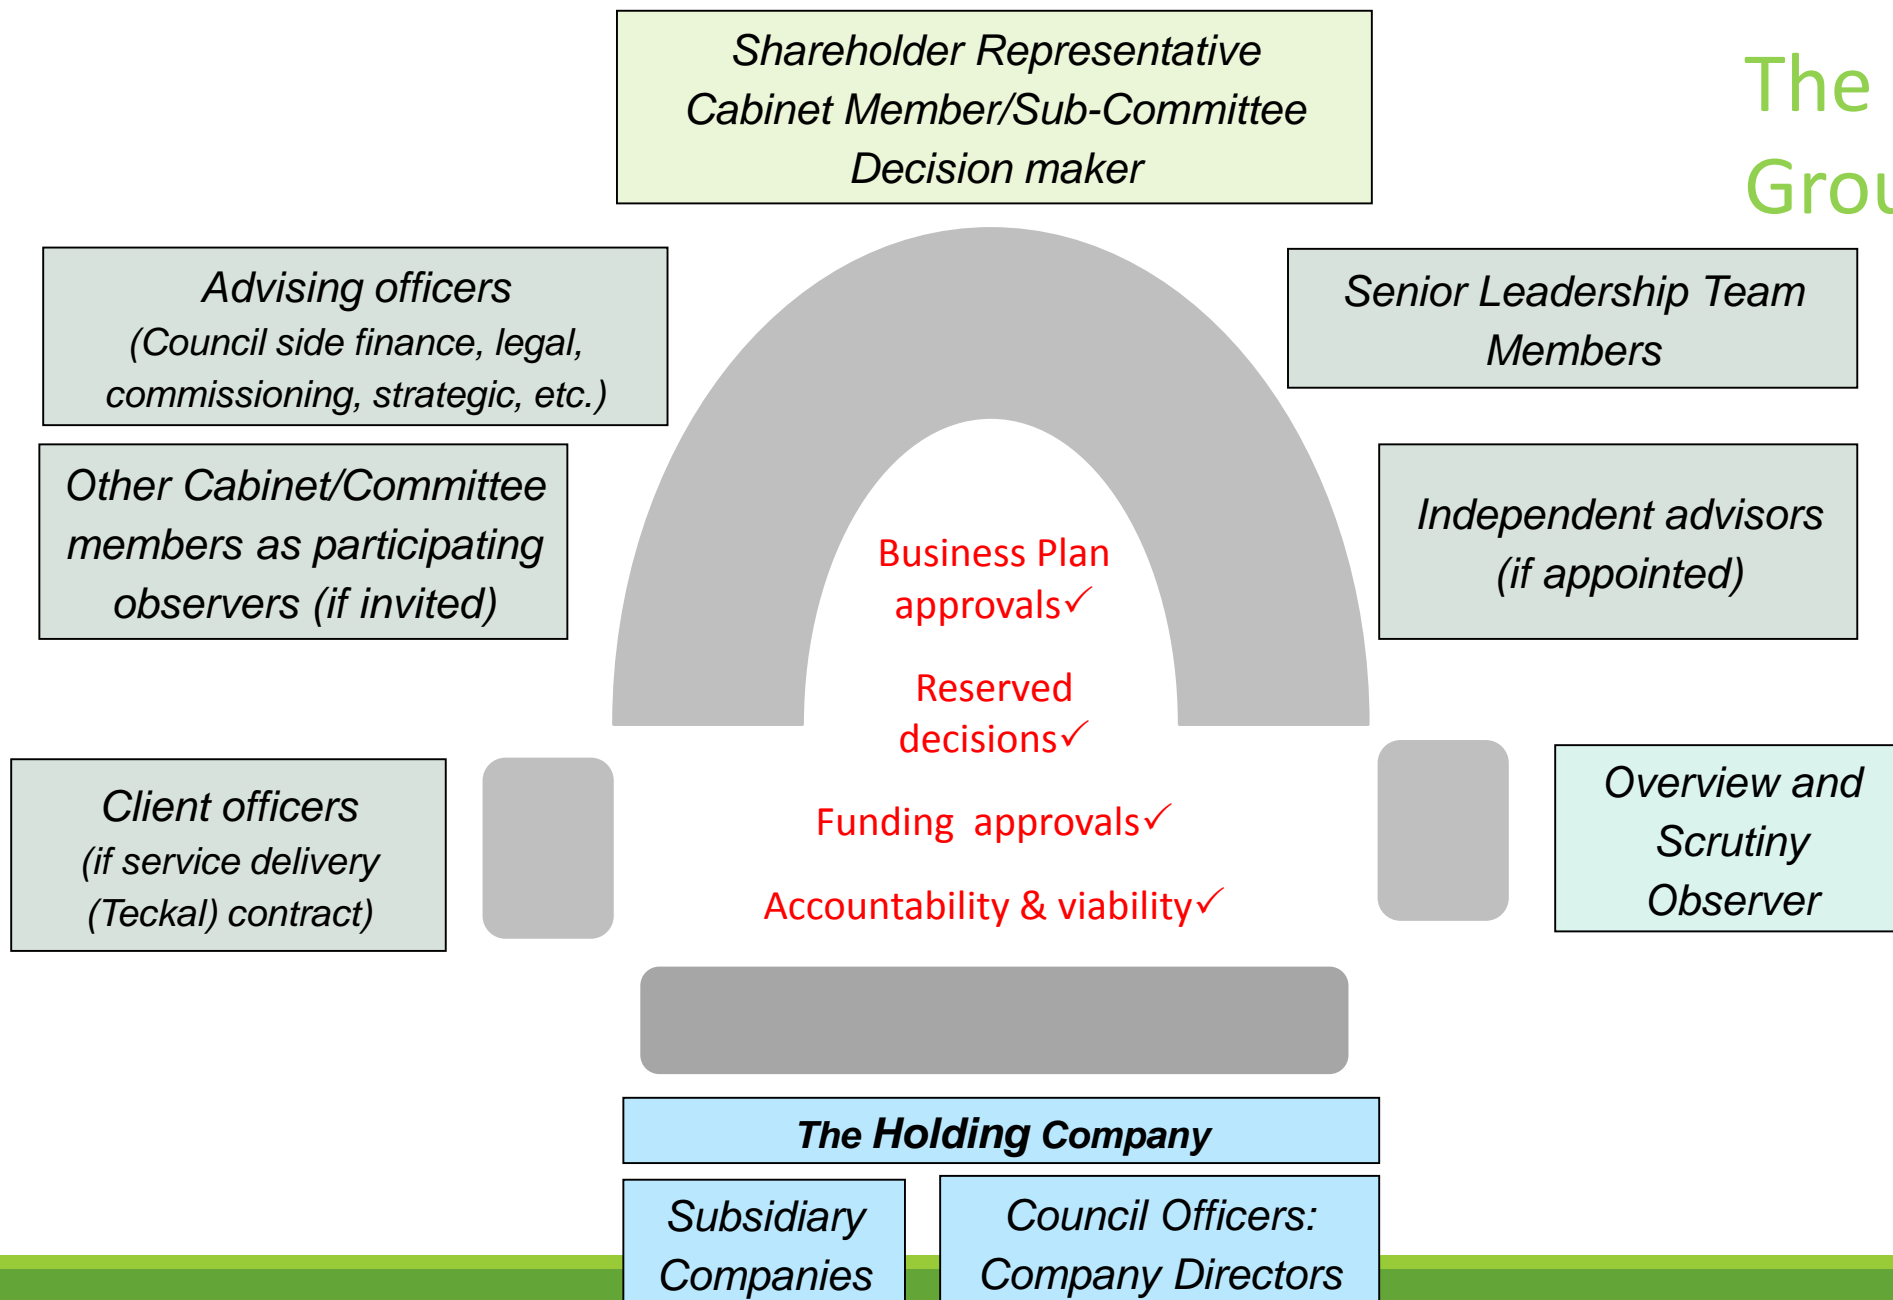 The
Shareholder Representative
Cabinet Member/Sub-Committee
Decision maker
Advising officers
(Council side finance, legal,
commissioning, strategic, etc.)
Senior Leadership Team
Members
Other Cabinet/Committee
members as participating
observers (if invited)
Independent advisors
(if appointed)
Business Plan
approvals✓
Reserved
decisions✓
Funding  approvals✓
Accountability & viability✓
Client officers
(if service delivery
(Teckal) contract)
Overview and
Scrutiny
Observer
The Holding Company
Subsidiary
Companies
Council Officers:
Company Directors